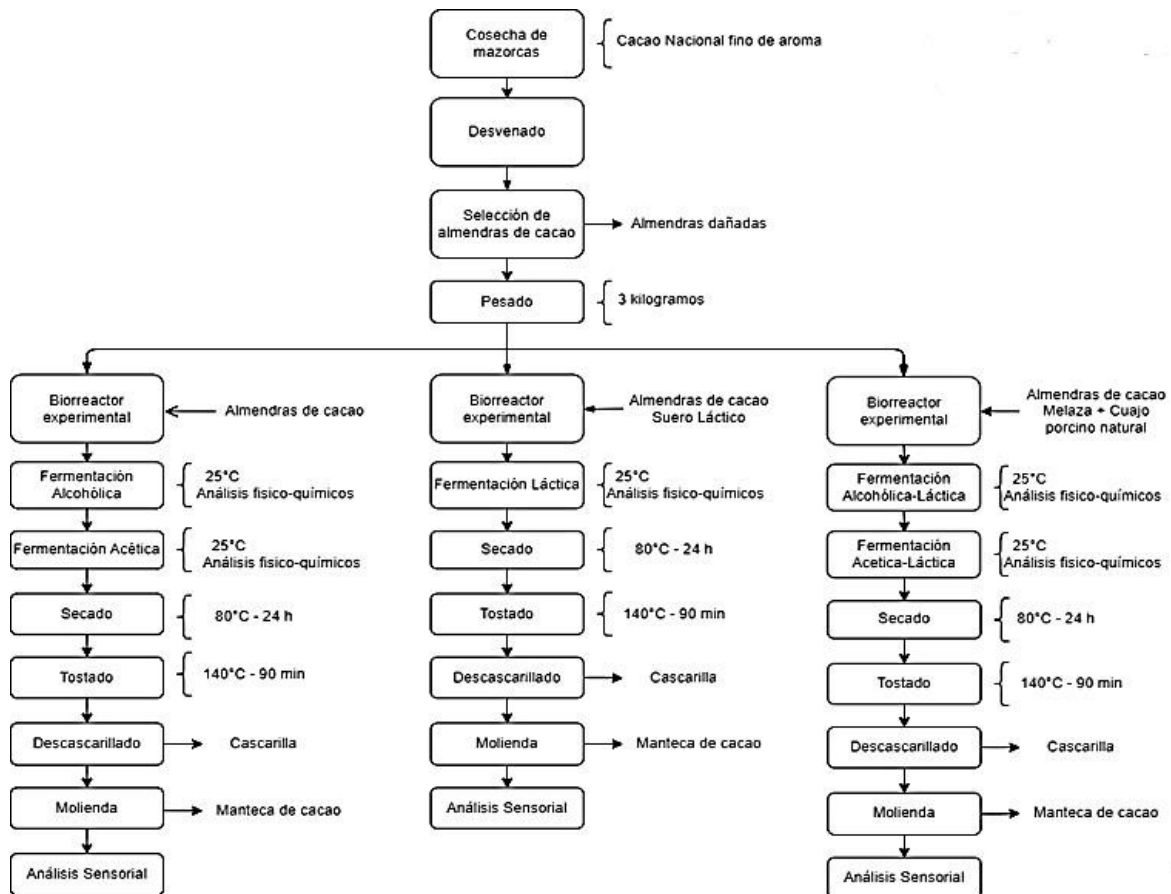 Cosecha de
mazorcas
Cacao Nacional fino de aroma
Desvenado
Selección de
almendras de cacao
Almendras dañadas
Pesado
3 kilogramos
Biorreactor
experimental
Almendras de cacao
Fermentación
Alcohólica
25°C
Análisis fisico-químicos
Fermentación Acética
25°C
Análisis fisico-químicos
Secado
80°C - 24 h
Tostado
140°C - 90 min
Descascarillado
Cascarilla
Molienda
Manteca de cacao
Análisis Sensorial
Biorreactor
experimental
Almendras de cacao
Suero Láctico
Fermentación Láctica
25°C
Análisis fisico-químicos
Secado
80°C - 24 h
Tostado
140°C - 90 min
Descascarillado
Cascarilla
Molienda
Manteca de cacao
Análisis Sensorial
Biorreactor
experimental
Almendras de cacao
Melaza + Cuajo
porcino natural
Fermentación
Alcohólica-Láctica
25°C
Análisis fisico-químicos
Fermentación
Acetica-Láctica
25°C
Análisis fisico-químicos
Secado
80°C - 24 h
Tostado
140°C - 90 min
Descascarillado
Cascarilla
Molienda
Manteca de cacao
Análisis Sensorial